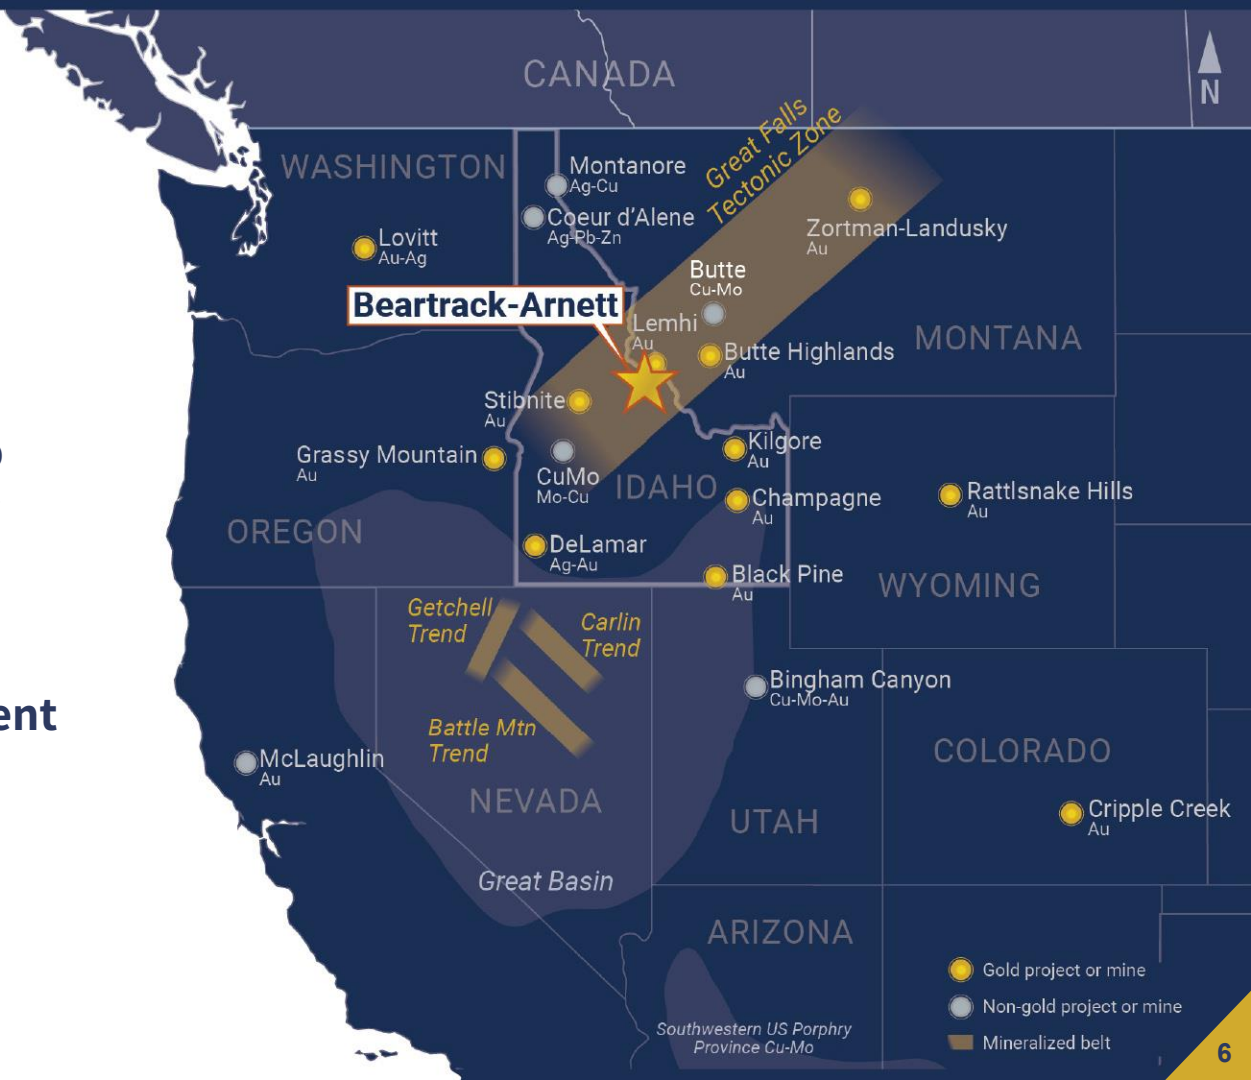 CANADA
N
Great Falls
Tectonic Zone
WASHINGTON
Montanore
Ag-Cu
Coeur d'Alene
Ag-Pb-Zn
Zortman-Landusky
Au
Lovitt
Au-Ag
Butte
Cu-Mo
Beartrack-Arnett
Lemhi
Au
MONTANA
Butte Highlands
Au
Stibnite
Au
Kilgore
Au
Grassy Mountain
Au
CuMo
Mo-Cu
IDAHO
Champagne
Au
Rattlsnake Hills
Au
OREGON
DeLamar
Ag-Au
Black Pine
Au
WYOMING
Getchell
Trend
Carlin
Trend
Bingham Canyon
Cu-Mo-Au
ent
Battle Mtn
Trend
McLaughlin
Au
COLORADO
NEVADA
UTAH
Cripple Creek
Au
Great Basin
ARIZONA
Gold project or mine
Non-gold project or mine
Mineralized belt
Southwestern US Porphry
Province Cu-Mo
6